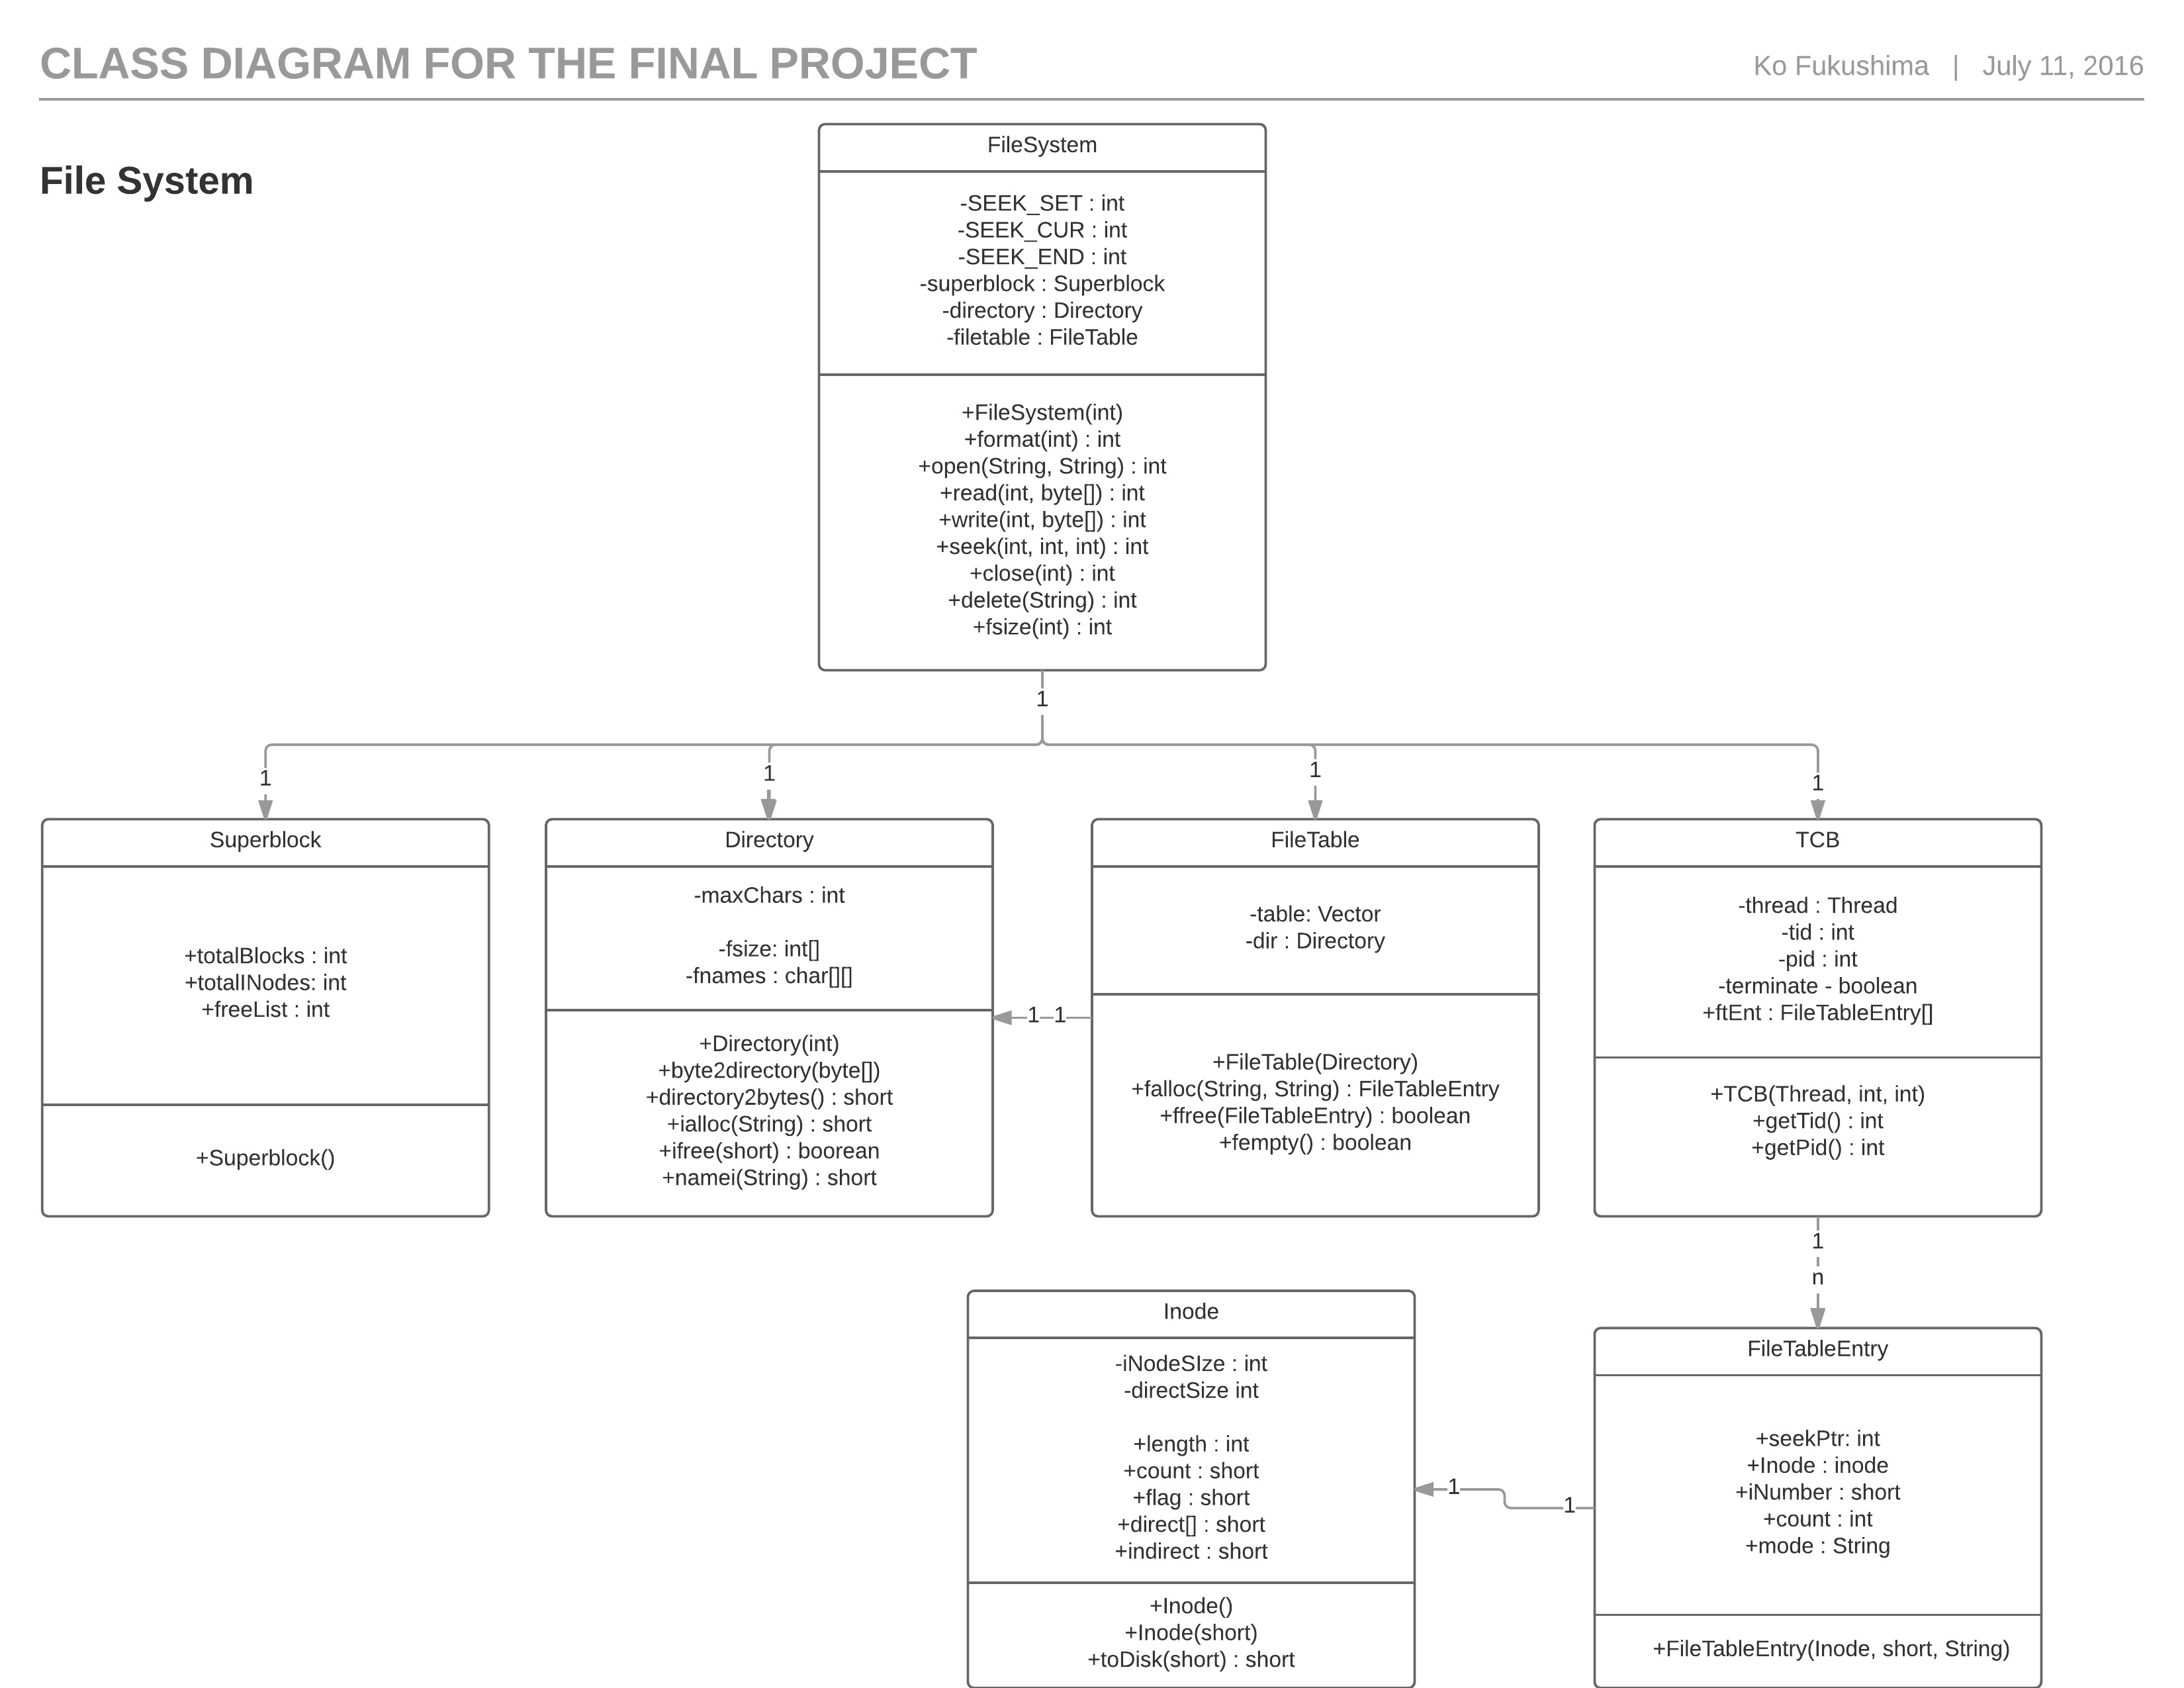 CLASS DIAGRAM FOR THE FINAL PROJECT
Ko Fukushima | July 11, 2016
File System
FileSystem
-SEEK_SET : int
-SEEK_CUR : int
-SEEK_END : int
-superblock : Superblock
-directory : Directory
-filetable : FileTable
+FileSystem(int)
+format(int) : int
+open(String, String) : int
+read(int, byte[]) : int
+write(int, byte[]) : int
+seek(int, int, int) : int
+close(int) : int
+delete(String) : int
+fsize(int) : int
1
1
1
1
1
Superblock
+totalBlocks : int
+totalINodes: int
+freeList : int
+Superblock()
Directory
-maxChars : int
-fsize: int[]
-fnames : char[][]
+Directory(int)
+byte2directory(byte[])
+directory2bytes() : short
+ialloc(String) : short
+ifree(short) : boorean
+namei(String) : short
1 1
FileTable
-table: Vector
-dir : Directory
+FileTable(Directory)
+falloc(String, String) : FileTableEntry
+ffree(FileTableEntry) : boolean
+fempty() : boolean
TCB
-thread : Thread
-tid : int
-pid : int
-terminate - boolean
+ftEnt : FileTableEntry[]
+TCB(Thread, int, int)
+getTid() : int
+getPid() : int
1
n
Inode
-iNodeSIze : int
-directSize int
+length : int
+count : short
+flag : short
+direct[] : short
+indirect : short
+Inode()
+Inode(short)
+toDisk(short) : short
1
1
FileTableEntry
+seekPtr: int
+Inode : inode
+iNumber : short
+count : int
+mode : String
+FileTableEntry(Inode, short, String)